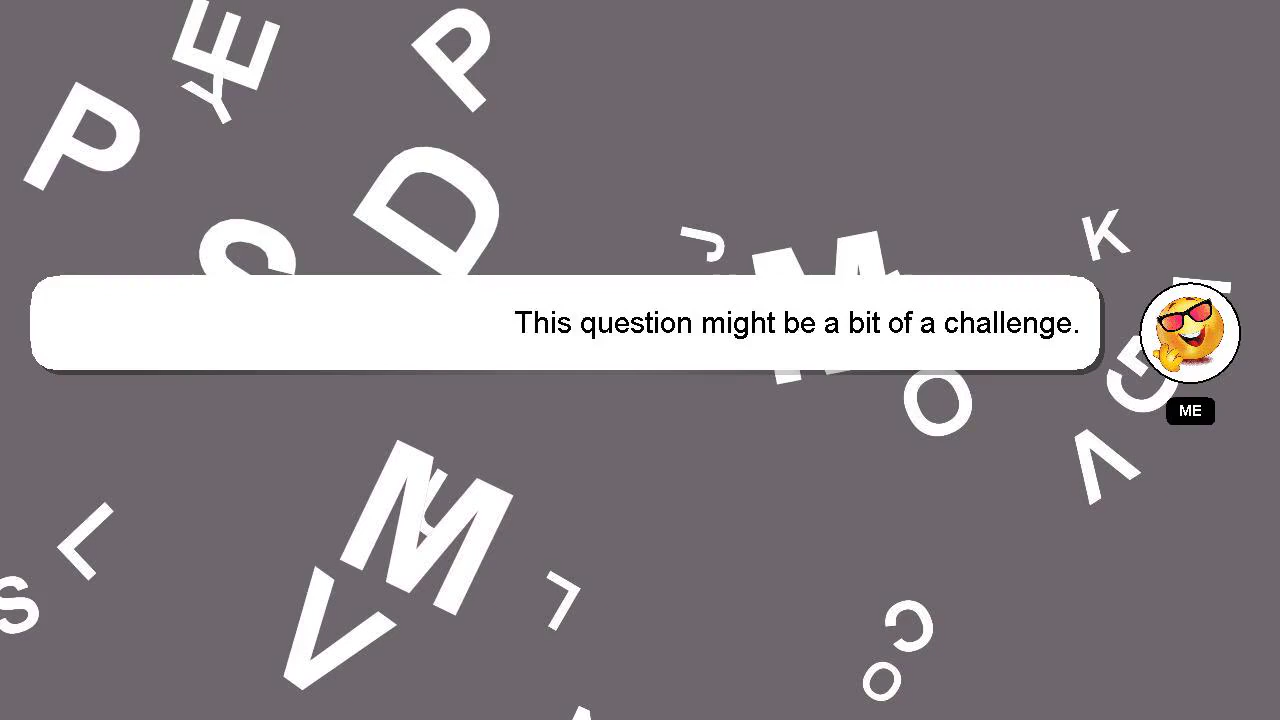 E
P
Y
P
D
S
J
M
K
This question might be a bit of a challenge.
G
ME
O
V
M
L
L
S
V
C
O